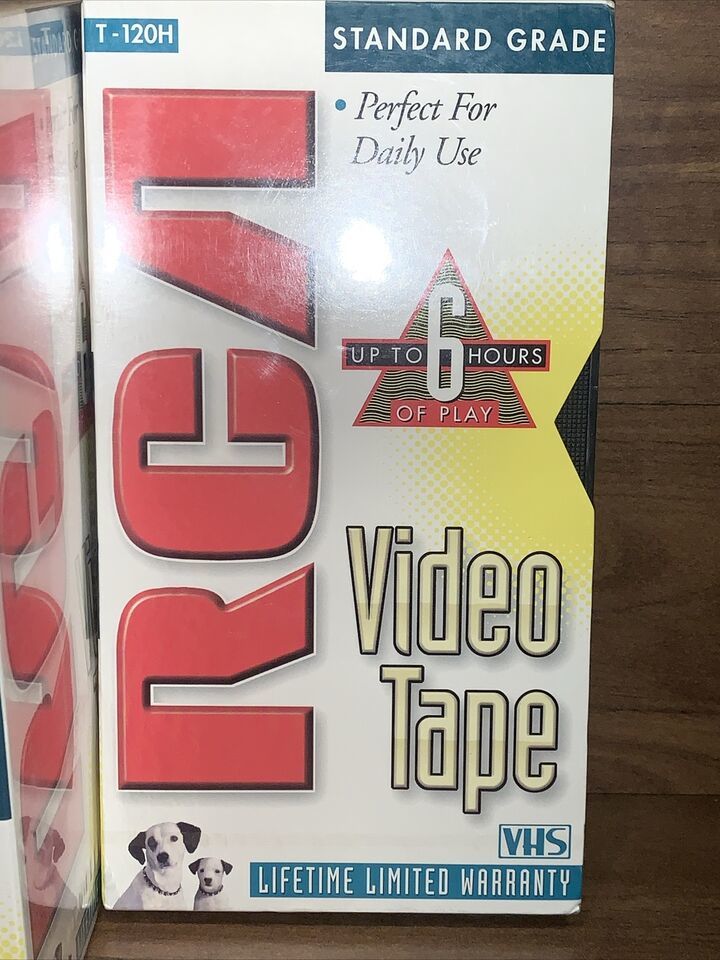 T-120H
STANDARD GRADE
• Perfect For
Daily Use
RCA
6
UP TO HOURS
OF PLAY
Video
Tape
VHS
LIFETIME LIMITED WARRANTY